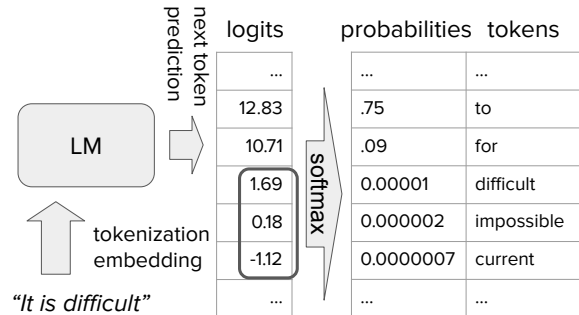 next token
prediction
logits
probabilities tokens
... ... ...
12.83 .75 to
10.71 .09 for
1.69 0.00001 difficult
0.18 0.000002 impossible
-1.12 0.0000007 current
... ... ...
LM
softmax
tokenization
embedding
"It is difficult"